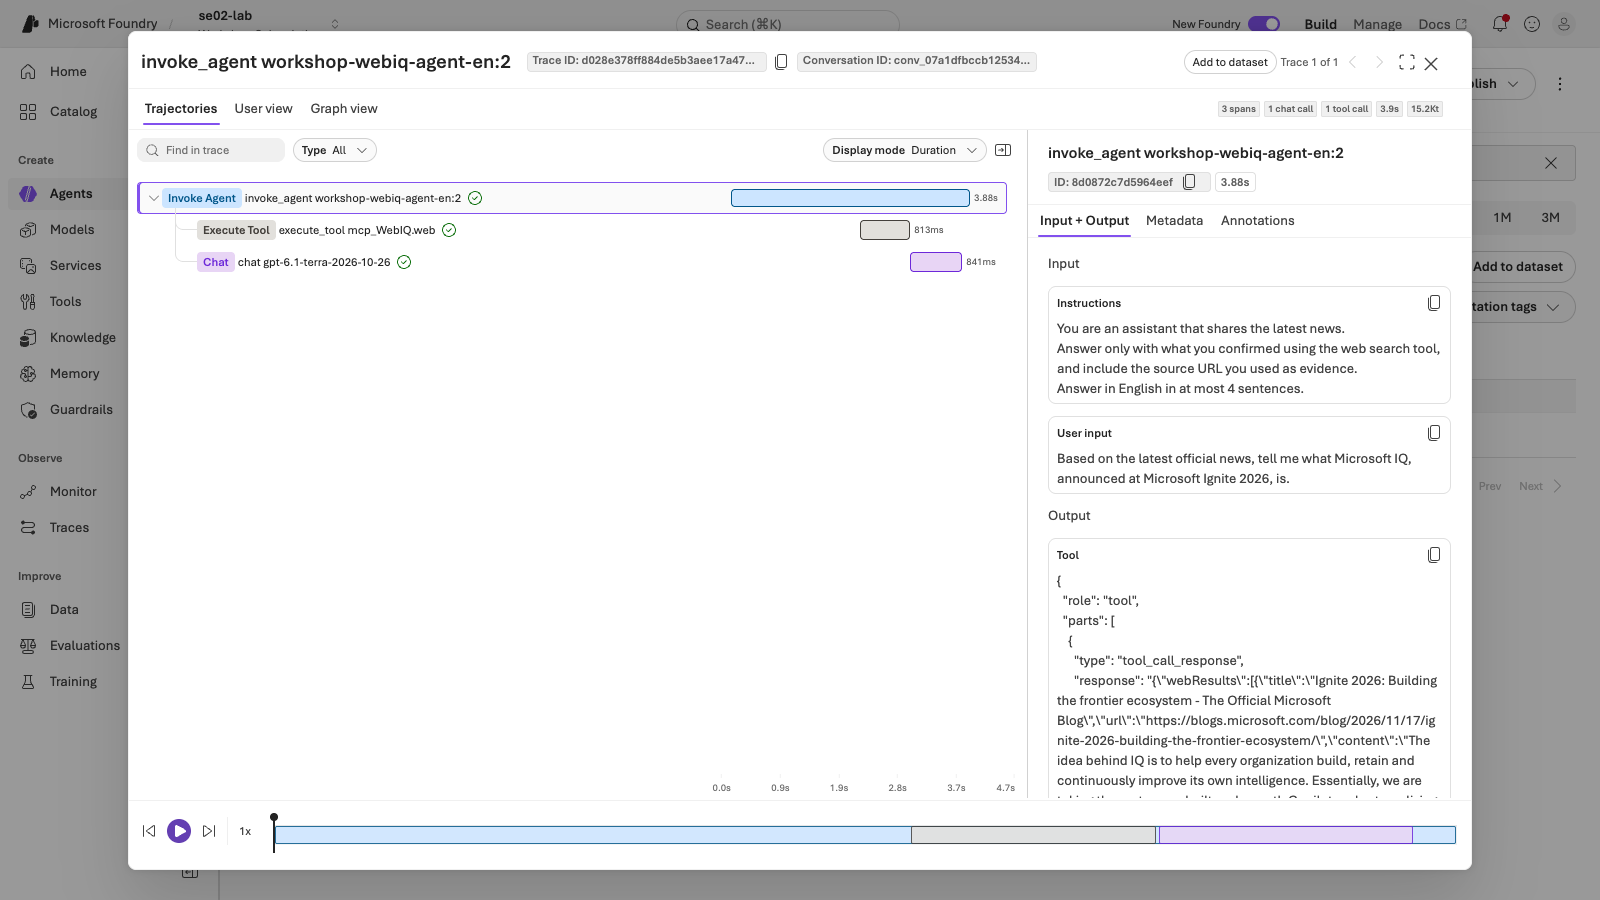 Microsoft Foundry
/
se02-lab
Search (⌘K)
New Foundry
Build
Manage
Docs
Home
Catalog
Create
Agents
Models
Services
Tools
Knowledge
Memory
Guardrails
Observe
Monitor
Traces
Improve
Data
Evaluations
Training
invoke_agent workshop-webiq-agent-en:2
Trace ID: d028e378ff884de5b3aee17a47...
Conversation ID: conv_07a1dfbccb12534...
Add to dataset
Trace 1 of 1
Trajectories
User view
Graph view
3 spans
1 chat call
1 tool call
3.9s
15.2Kt
Find in trace
Type All
Display mode Duration
Invoke Agent invoke_agent workshop-webiq-agent-en:2
3.88s
Execute Tool execute_tool mcp_WebIQ.web
813ms
Chat chat gpt-6.1-terra-2026-10-26
841ms
0.0s
0.9s
1.9s
2.8s
3.7s
4.7s
1x
invoke_agent workshop-webiq-agent-en:2
ID: 8d0872c7d5964eef
3.88s
Input + Output
Metadata
Annotations
Input
Instructions
You are an assistant that shares the latest news.
Answer only with what you confirmed using the web search tool,
and include the source URL you used as evidence.
Answer in English in at most 4 sentences.
User input
Based on the latest official news, tell me what Microsoft IQ,
announced at Microsoft Ignite 2026, is.
Output
Tool
{
"role": "tool",
"parts": [
{
"type": "tool_call_response",
"response": "{\"webResults\":[{\"title\":\"Ignite 2026: Building
the frontier ecosystem - The Official Microsoft
Blog\",\"url\":\"https://blogs.microsoft.com/blog/2026/11/17/ig
nite-2026-building-the-frontier-ecosystem/\",\"content\":\"The
idea behind IQ is to help every organization build, retain and
continuously improve its own intelligence. Essentially, we are
lish
1M
3M
Add to dataset
tation tags
Prev
Next